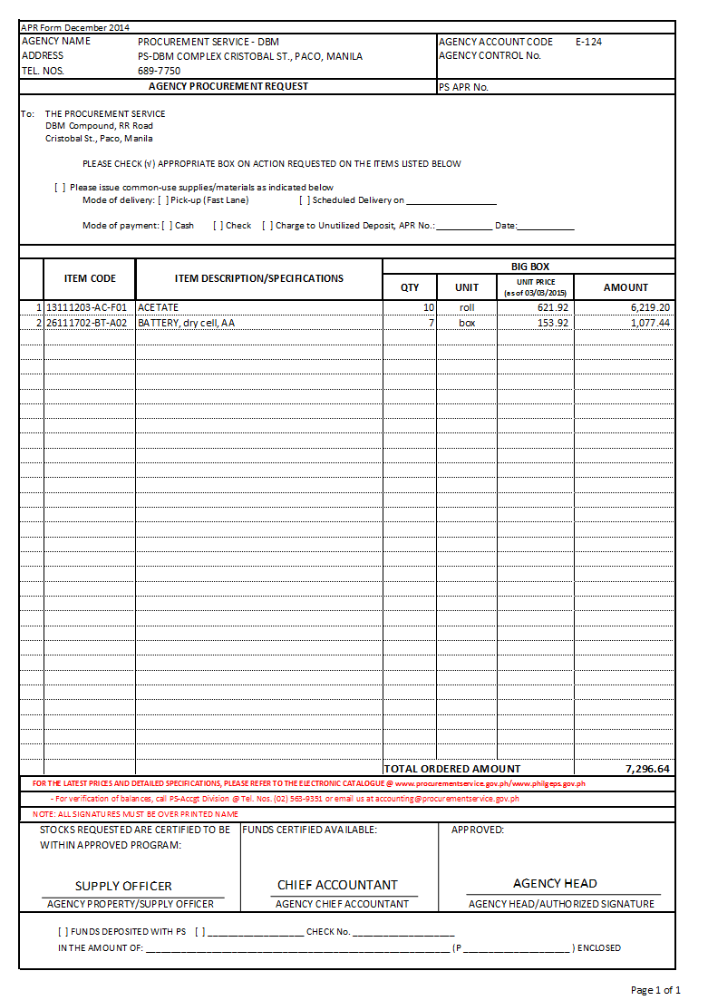 APR Form December 2014
AGENCY NAME PROCUREMENT SERVICE - DBM AGENCY ACCOUNT CODE E-124
ADDRESS PS-DBM COMPLEX CRISTOBAL ST., PACO, MANILA AGENCY CONTROL No.
TEL. NOS. 689-7750
AGENCY PROCUREMENT REQUEST PS APR No.
To: THE PROCUREMENT SERVICE
DBM Compound, RR Road
Cristobal St., Paco, Manila
PLEASE CHECK (√) APPROPRIATE BOX ON ACTION REQUESTED ON THE ITEMS LISTED BELOW
[ ] Please issue common-use supplies/materials as indicated below
Mode of delivery: [ ] Pick-up (Fast Lane) [ ] Scheduled Delivery on __________________
Mode of payment: [ ] Cash [ ] Check [ ] Charge to Unutilized Deposit, APR No.: ___________ Date:___________
BIG BOX
ITEM CODE ITEM DESCRIPTION/SPECIFICATIONS QTY UNIT UNIT PRICE (as of 03/03/2015) AMOUNT
1 13111203-AC-F01 ACETATE 10 roll 621.92 6,219.20
2 26111702-BT-A02 BATTERY, dry cell, AA 7 box 153.92 1,077.44
TOTAL ORDERED AMOUNT 7,296.64
FOR THE LATEST PRICES AND DETAILED SPECIFICATIONS, PLEASE REFER TO THE ELECTRONIC CATALOGUE @ www.procurementservice.gov.ph/www.philgeps.gov.ph
- For verification of balances, call PS-Accgt Division @ Tel. Nos. (02) 563-9351 or email us at accounting@procurementservice.gov.ph
NOTE: ALL SIGNATURES MUST BE OVER PRINTED NAME
STOCKS REQUESTED ARE CERTIFIED TO BE FUNDS CERTIFIED AVAILABLE: APPROVED:
WITHIN APPROVED PROGRAM:
SUPPLY OFFICER CHIEF ACCOUNTANT AGENCY HEAD
AGENCY PROPERTY/SUPPLY OFFICER AGENCY CHIEF ACCOUNTANT AGENCY HEAD/AUTHORIZED SIGNATURE
[ ] FUNDS DEPOSITED WITH PS [ ] ___________________ CHECK No. ____________________
IN THE AMOUNT OF: ____________________________________________________________ (P _____________________ ) ENCLOSED
Page 1 of 1